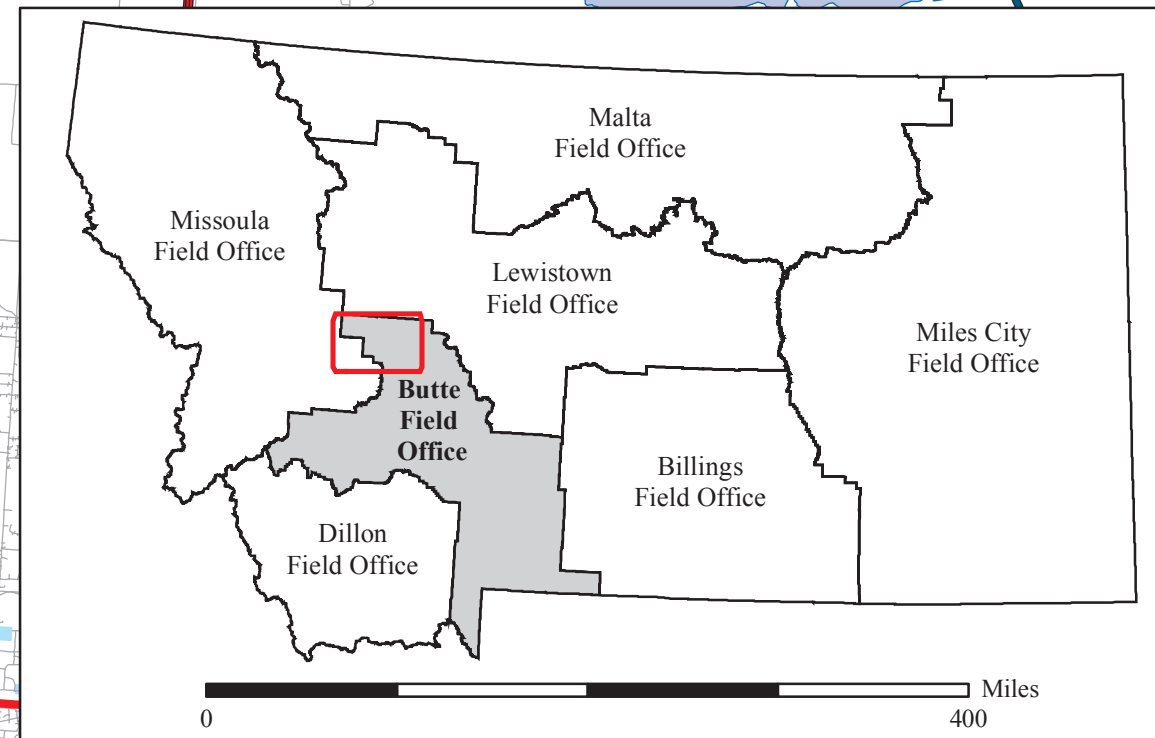 Malta
Field Office
Missoula
Field Office
Lewistown
Field Office
Miles City
Field Office
Butte
Field
Office
Billings
Field Office
Dillon
Field Office
Miles
0
400